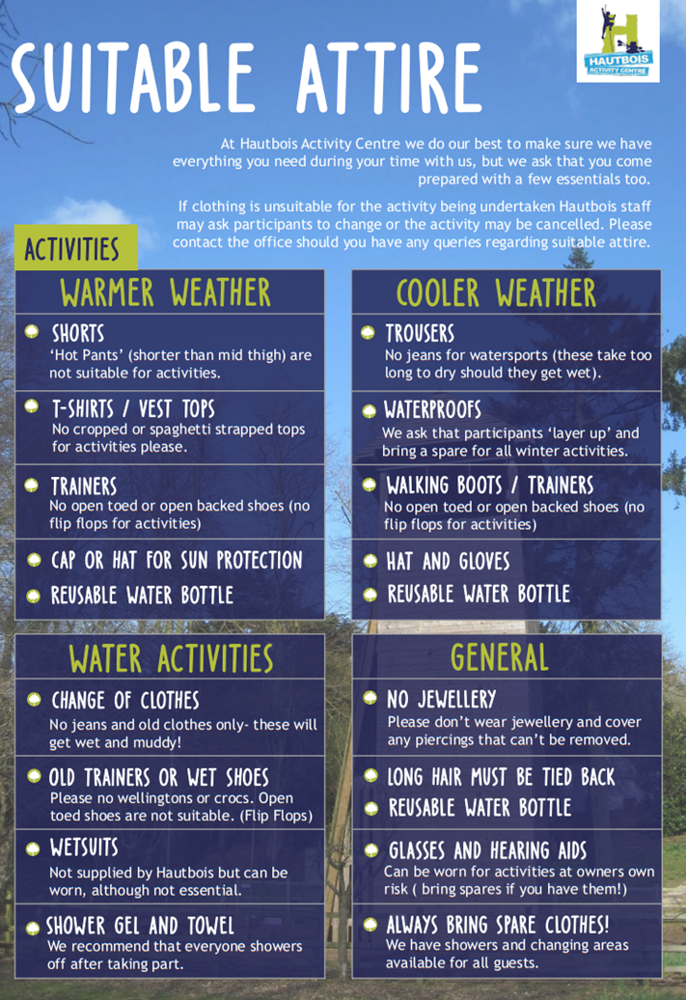 SUITABLE ATTIRE
HAUTBOIS
ACTIVITY CENTRE
At Hautbois Activity Centre we do our best to make sure we have
everything you need during your time with us, but we ask that you come
prepared with a few essentials too.
If clothing is unsuitable for the activity being undertaken Hautbois staff
may ask participants to change or the activity may be cancelled. Please
contact the office should you have any queries regarding suitable attire.
ACTIVITIES
WARMER WEATHER
SHORTS
'Hot Pants' (shorter than mid thigh) are
not suitable for activities.
T-SHIRTS / VEST TOPS
No cropped or spaghetti strapped tops
for activities please.
TRAINERS
No open toed or open backed shoes (no
flip flops for activities)
CAP OR HAT FOR SUN PROTECTION
REUSABLE WATER BOTTLE
COOLER WEATHER
TROUSERS
No jeans for watersports (these take too
long to dry should they get wet).
WATERPROOFS
We ask that participants 'layer up' and
bring a spare for all winter activities.
WALKING BOOTS / TRAINERS
No open toed or open backed shoes (no
flip flops for activities)
HAT AND GLOVES
REUSABLE WATER BOTTLE
WATER ACTIVITIES
CHANGE OF CLOTHES
No jeans and old clothes only- these will
get wet and muddy!
OLD TRAINERS OR WET SHOES
Please no wellingtons or crocs. Open
toed shoes are not suitable. (Flip Flops)
WETSUITS
Not supplied by Hautbois but can be
worn, although not essential.
SHOWER GEL AND TOWEL
We recommend that everyone showers
off after taking part.
GENERAL
NO JEWELLERY
Please don't wear jewellery and cover
any piercings that can't be removed.
LONG HAIR MUST BE TIED BACK
REUSABLE WATER BOTTLE
GLASSES AND HEARING AIDS
Can be worn for activities at owners own
risk ( bring spares if you have them!)
ALWAYS BRING SPARE CLOTHES!
We have showers and changing areas
available for all guests.